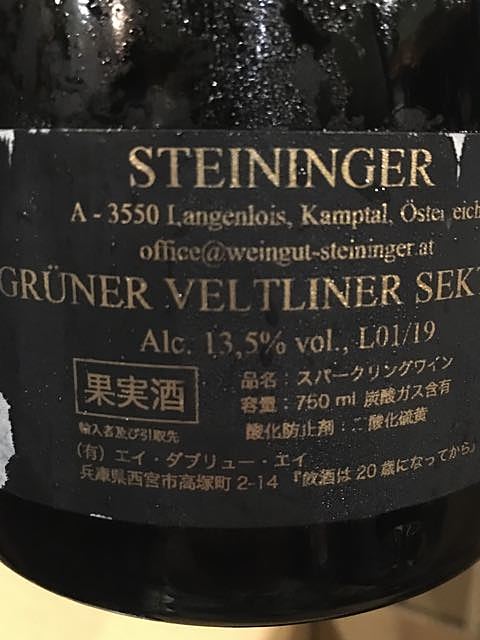 STEININGER
A - 3550 Langenlois, Kamptal, Öster eich
office@weingut-steininger.at
GRÜNER VELTLINER SEKT
Alc. 13,5% vol., L01/19
果実酒
品名：スパークリングワイン
容量：750 ml 炭酸ガス含有
酸化防止剤：二酸化硫黄
輸入者及び引取先
(有) エイ・ダブリュー・エイ
兵庫県西宮市高塚町 2-14 『飲酒は 20 歳になってから』